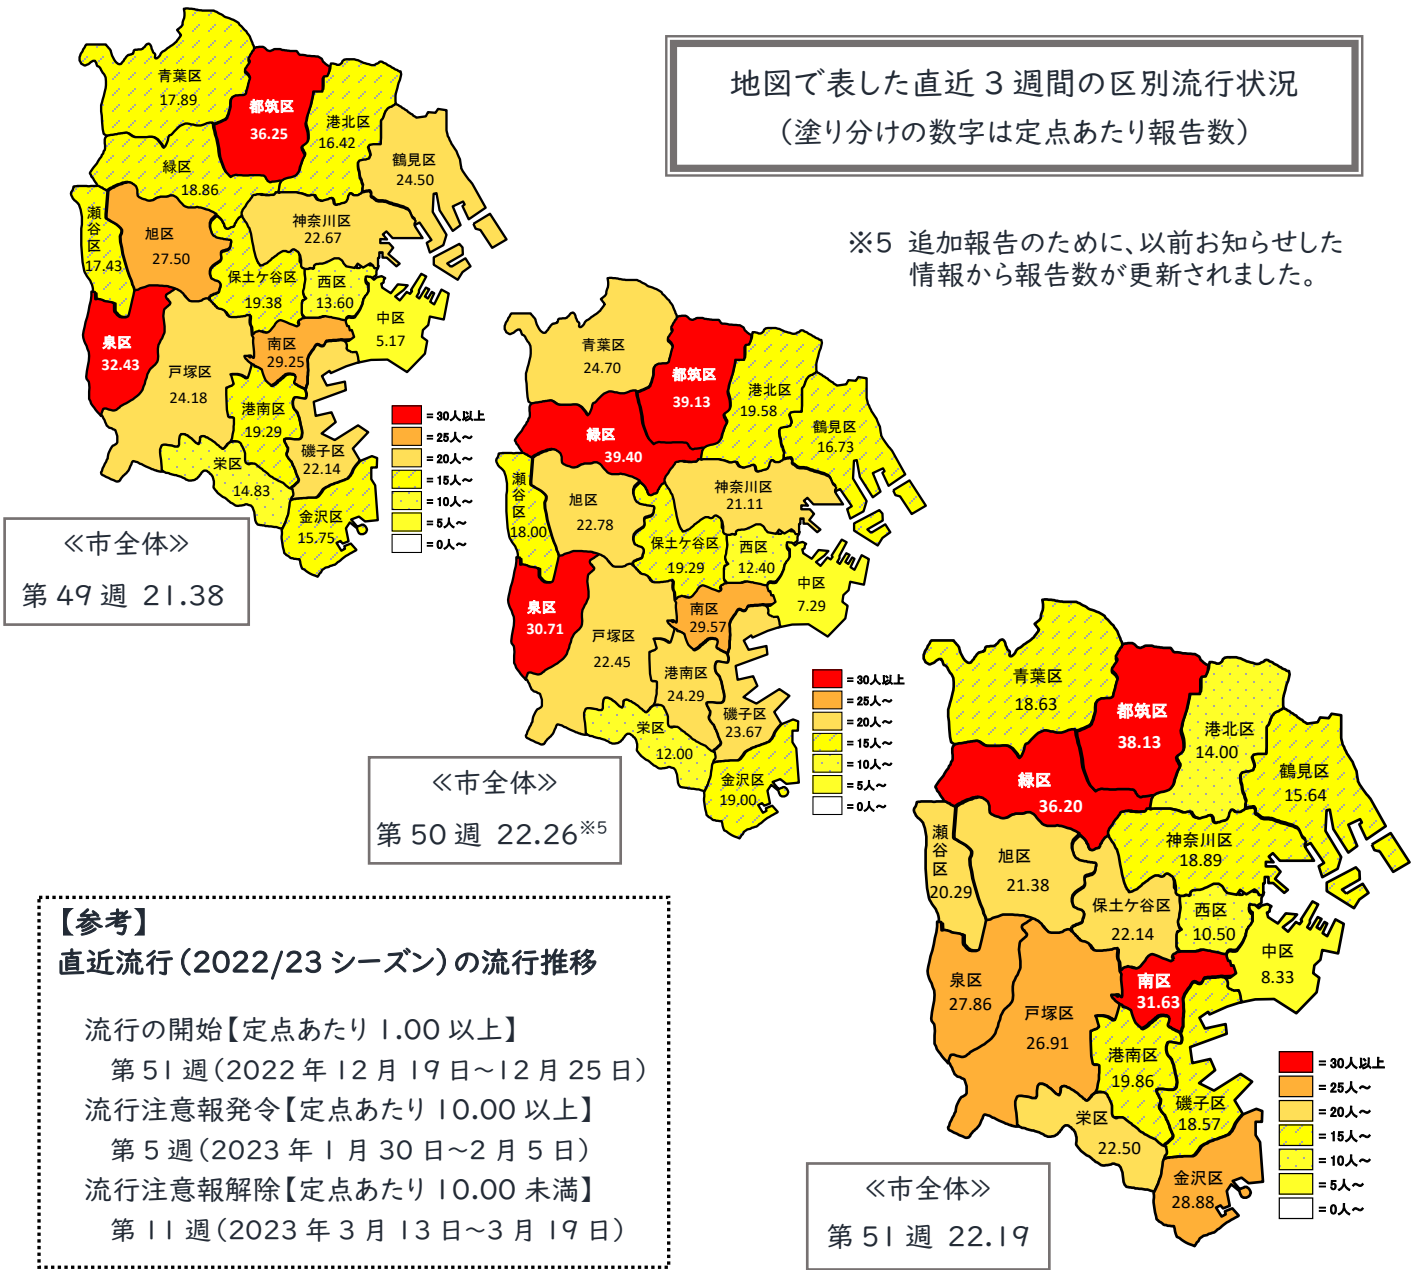 地図で表した直近3週間の区別流行状況
(塗り分けの数字は定点あたり報告数)
※5 追加報告のために、以前お知らせした
情報から報告数が更新されました。
青葉区
17.89
都筑区
36.25
港北区
16.42
鶴見区
24.50
緑区
18.86
瀬谷区
17.43
旭区
27.50
神奈川区
22.67
保土ケ谷区
19.38
西区
13.60
中区
5.17
泉区
32.43
戸塚区
24.18
南区
29.25
港南区
19.29
磯子区
22.14
栄区
14.83
金沢区
15.75
= 30人以上
= 25人～
= 20人～
= 15人～
= 10人～
= 5人～
= 0人～
≪市全体≫
第49週 21.38
青葉区
24.70
都筑区
39.13
港北区
19.58
鶴見区
16.73
緑区
39.40
瀬谷区
18.00
旭区
22.78
神奈川区
21.11
保土ケ谷区
19.29
西区
12.40
中区
7.29
泉区
30.71
戸塚区
22.45
南区
29.57
港南区
24.29
磯子区
23.67
栄区
12.00
金沢区
19.00
= 30人以上
= 25人～
= 20人～
= 15人～
= 10人～
= 5人～
= 0人～
≪市全体≫
第50週 22.26※5
青葉区
18.63
都筑区
38.13
港北区
14.00
鶴見区
15.64
緑区
36.20
瀬谷区
20.29
旭区
21.38
神奈川区
18.89
保土ケ谷区
22.14
西区
10.50
中区
8.33
泉区
27.86
戸塚区
26.91
南区
31.63
港南区
19.86
磯子区
18.57
栄区
22.50
金沢区
28.88
= 30人以上
= 25人～
= 20人～
= 15人～
= 10人～
= 5人～
= 0人～
≪市全体≫
第51週 22.19
【参考】
直近流行(2022/23シーズン)の流行推移
流行の開始【定点あたり1.00以上】
第51週(2022年12月19日～12月25日)
流行注意報発令【定点あたり10.00以上】
第5週(2023年1月30日～2月5日)
流行注意報解除【定点あたり10.00未満】
第11週(2023年3月13日～3月19日)